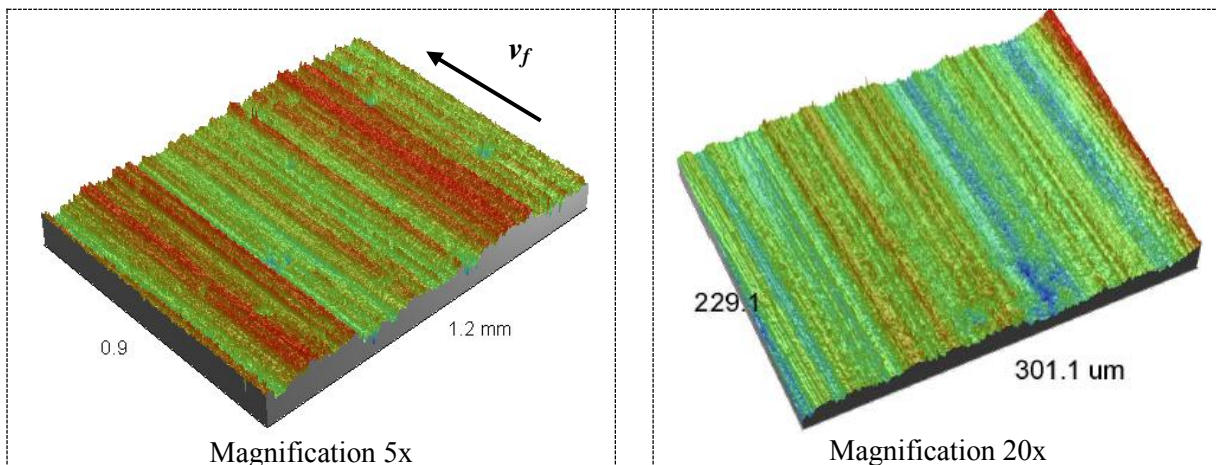 v_f
0.9
1.2 mm
Magnification 5x
229.1
301.1 um
Magnification 20x